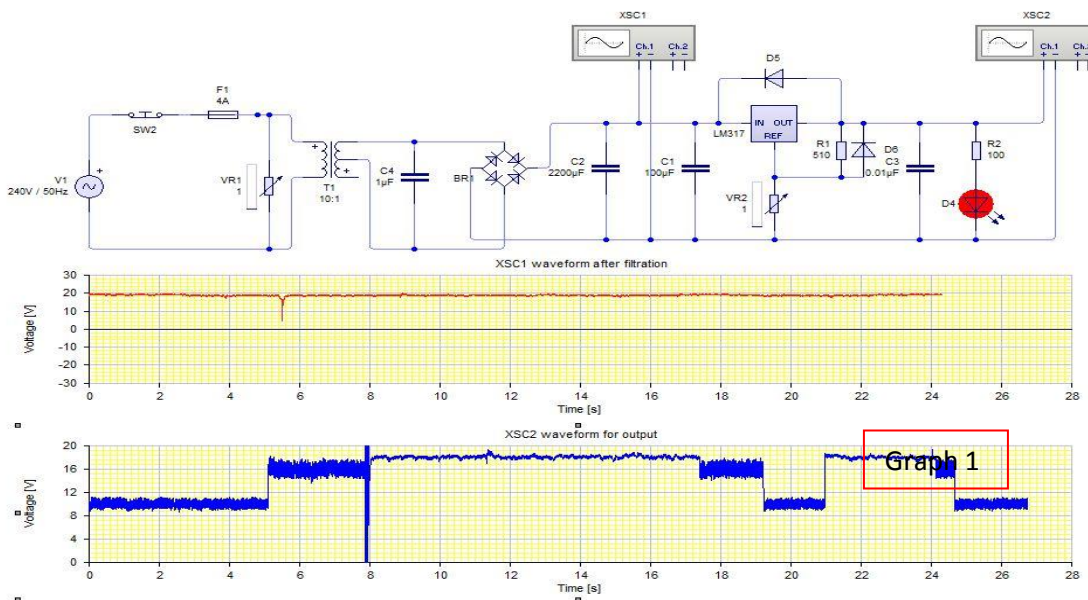 XSC1
XSC2
Ch.1 Ch.2
Ch.1
F1
4A
SW2
V1
240V / 50Hz
VR1
1
T1
10:1
C4
1µF
BR1
C2
2200µF
C1
100µF
D5
IN OUT
REF
LM317
R1
510
D6
C3
0.01µF
R2
100
VR2
1
D4
XSC1 waveform after filtration
Voltage [V]
30
20
10
0
-10
-20
-30
0 2 4 6 8 10 12 14 16 18 20 22 24 26 28
Time [s]
XSC2 waveform for output
Voltage [V]
20
16
12
8
4
0
Graph 1
0 2 4 6 8 10 12 14 16 18 20 22 24 26 28
Time [s]